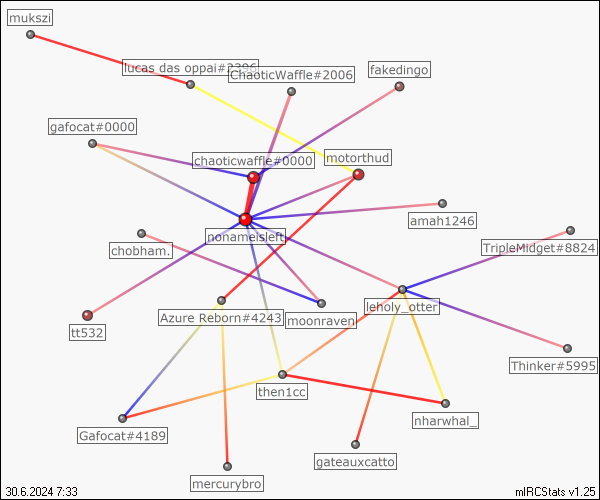 mukszi
lucas das oppai#2396
ChaoticWaffle#2006
fakedingo
gafocat#0000
chaoticwaffle#0000
motorthud
nonameisleft
amah1246
chobham.
TripleMidget#8824
leholy_otter
Azure Reborn#4243
moonraven
tt532
Thinker#5995
then1cc
nharwhal_
Gafocat#4189
gateauxcatto
mercurybro
30.6.2024 7:33
mIRCStats v1.25